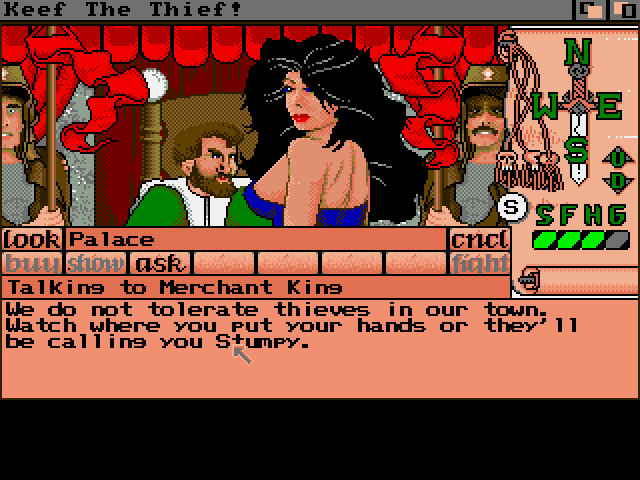 Keef The Thief!
N
W E
S
U
D
S
S F H G
look Palace cncl
buy show ask fight
Talking to Merchant King
We do not tolerate thieves in our town.
Watch where you put your hands or they'll
be calling you Stumpy.